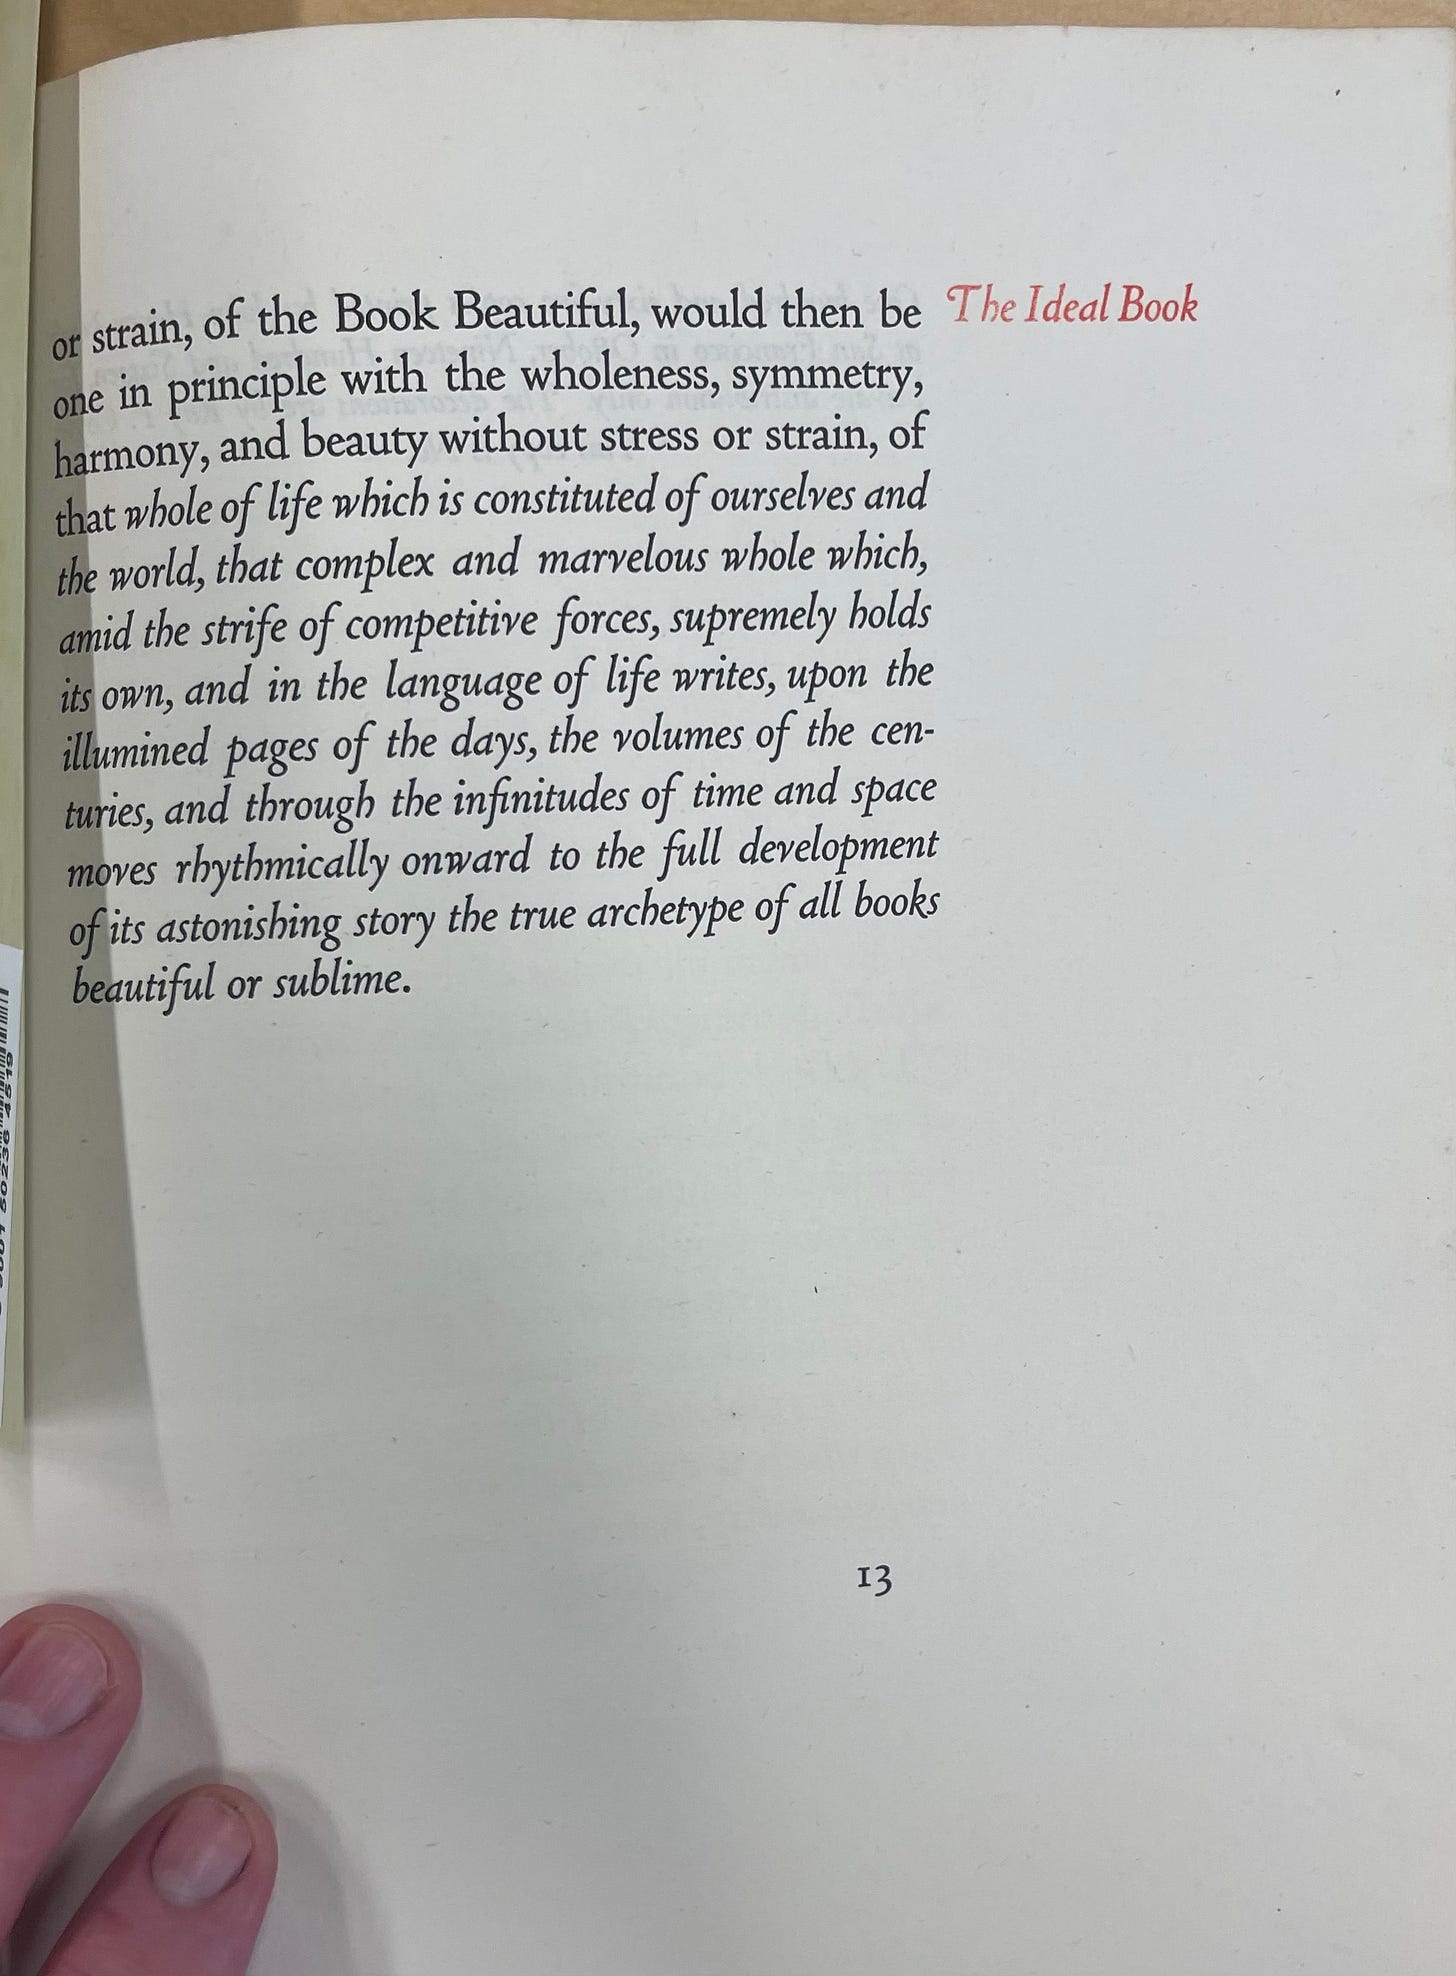 or strain, of the Book Beautiful, would then be
The Ideal Book
one in principle with the wholeness, symmetry,
harmony, and beauty without stress or strain, of
that whole of life which is constituted of ourselves and
the world, that complex and marvelous whole which,
amid the strife of competitive forces, supremely holds
its own, and in the language of life writes, upon the
illumined pages of the days, the volumes of the cen-
turies, and through the infinitudes of time and space
moves rhythmically onward to the full development
of its astonishing story the true archetype of all books
beautiful or sublime.
13
50236 4519